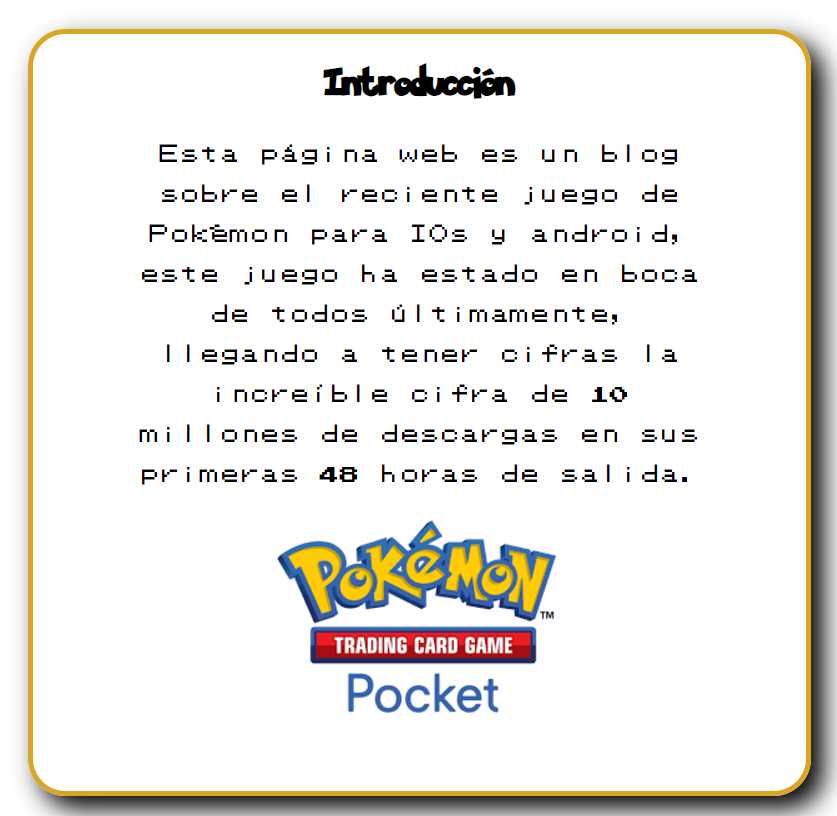 Introducción
Esta página web es un blog
sobre el reciente juego de
Pokèmon para IOs y android,
este juego ha estado en boca
de todos últimamente,
llegando a tener cifras la
increíble cifra de 10
millones de descargas en sus
primeras 48 horas de salida.
POKéMON
TM
TRADING CARD GAME
Pocket